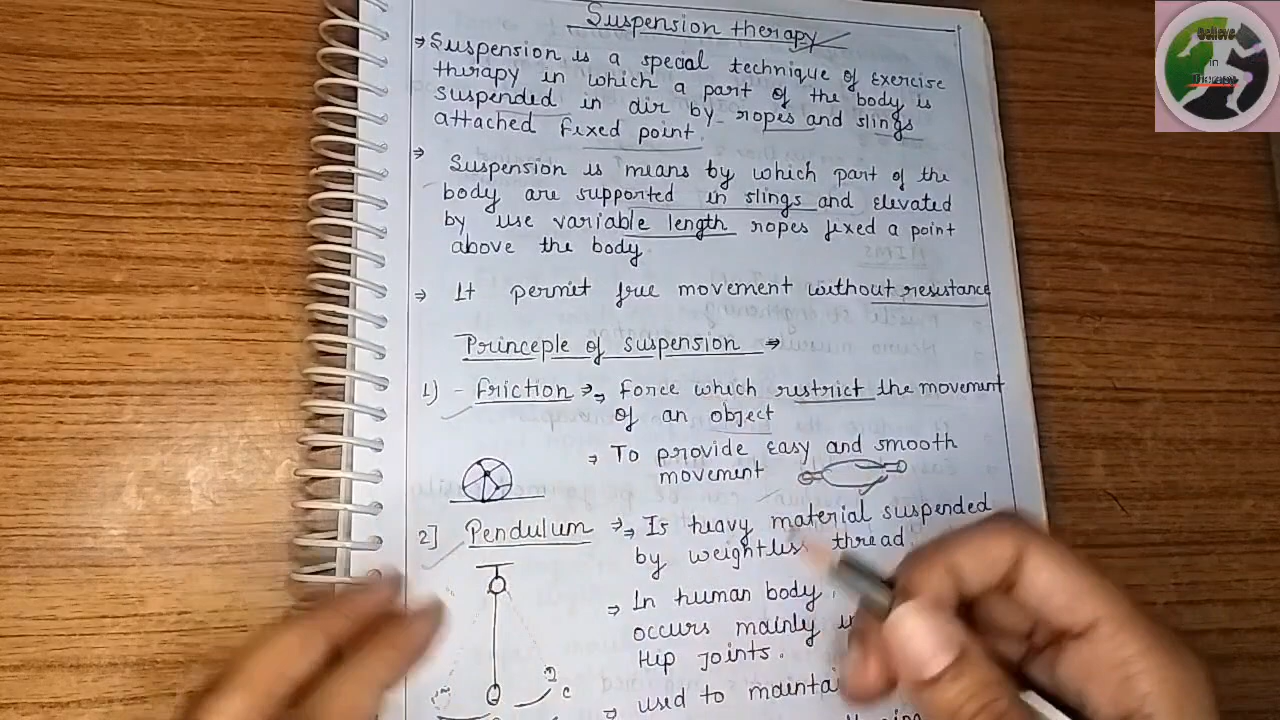 Suspension therapy
⇒ Suspension is a special technique of exercise
therapy in which a part of the body is
suspended in air by ropes and slings
attached fixed point.
⇒ Suspension is means by which part of the
body are supported in slings and elevated
by use variable length ropes fixed a point
above the body
⇒ It permit free movement without resistance
Princeple of suspension ⇒
1) - Friction ⇒⇒ Force which restrict the movement
of an object
⇒ To provide easy and smooth
movement
2] Pendulum ⇒⇒ Is heavy material suspended
by weightless thread.
⇒ In human body
occurs mainly
Hip joints.
⇒ used to
Believe
in
Therapy